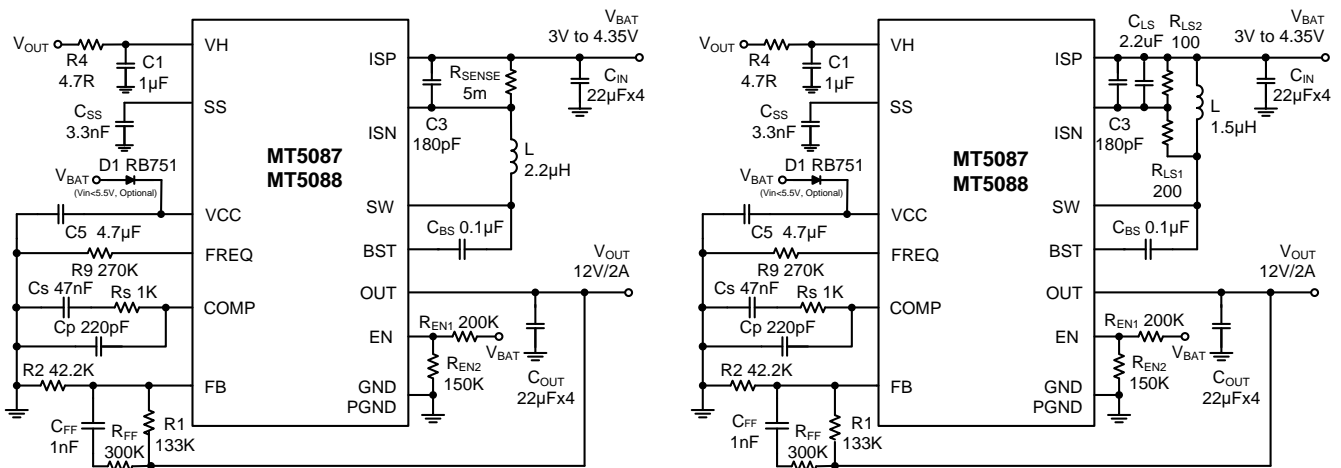 VOUT
R4
4.7R
C1
1µF
VH
CSS
3.3nF
SS
D1 RB751
VBAT
(Vin<5.5V, Optional)
VCC
C5 4.7µF
FREQ
R9 270K
Cs 47nF
Rs 1K
COMP
Cp 220pF
R2 42.2K
FB
CFF
1nF
RFF
300K
R1
133K
MT5087
MT5088
VBAT
3V to 4.35V
ISP
RSENSE
5m
CIN
22µFx4
C3
180pF
ISN
L
2.2µH
SW
CBS 0.1µF
BST
VOUT
12V/2A
OUT
REN1 200K
EN
VBAT
REN2
150K
COUT
22µFx4
GND
PGND
VOUT
R4
4.7R
C1
1µF
VH
CSS
3.3nF
SS
D1 RB751
VBAT
(Vin<5.5V, Optional)
VCC
C5 4.7µF
FREQ
R9 270K
Cs 47nF
Rs 1K
COMP
Cp 220pF
R2 42.2K
FB
CFF
1nF
RFF
300K
R1
133K
MT5087
MT5088
CLS
2.2uF
RLS2
100
VBAT
3V to 4.35V
ISP
CIN
22µFx4
C3
180pF
ISN
L
1.5µH
RLS1
200
SW
CBS 0.1µF
BST
VOUT
12V/2A
OUT
REN1 200K
EN
VBAT
REN2
150K
COUT
22µFx4
GND
PGND